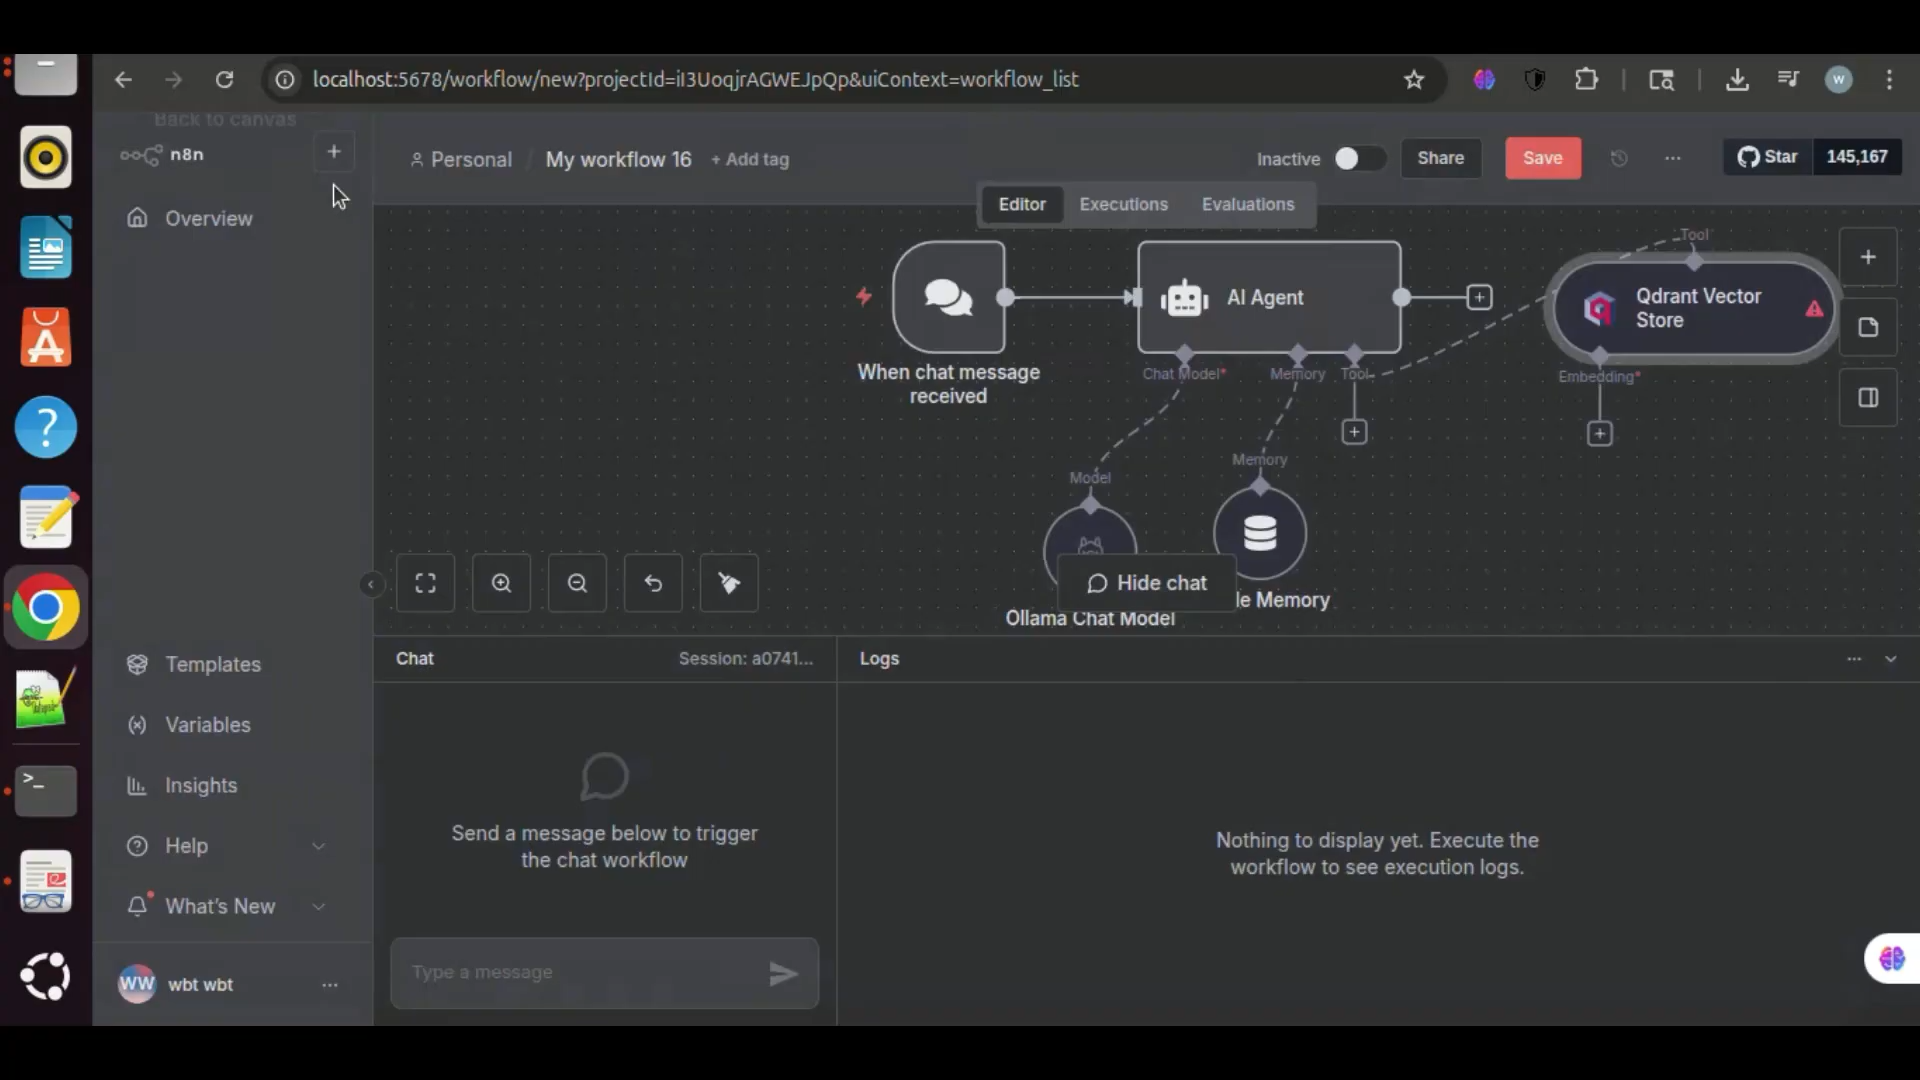 localhost:5678/workflow/new?projectId=iI3UoqjrAGWEJpQp&uiContext=workflow_list
W
Back to canvas
n8n
Overview
Templates
Variables
Insights
Help
What's New
WW
wbt wbt
Personal / My workflow 16 + Add tag
Inactive
Share
Save
Star
145,167
Editor
Executions
Evaluations
When chat message
received
AI Agent
Chat Model*
Memory
Tool
Tool
Qdrant Vector
Store
Embedding*
Model
Memory
Ollama Chat Model
le Memory
Hide chat
Chat
Session: a0741...
Send a message below to trigger
the chat workflow
Type a message
Logs
Nothing to display yet. Execute the
workflow to see execution logs.